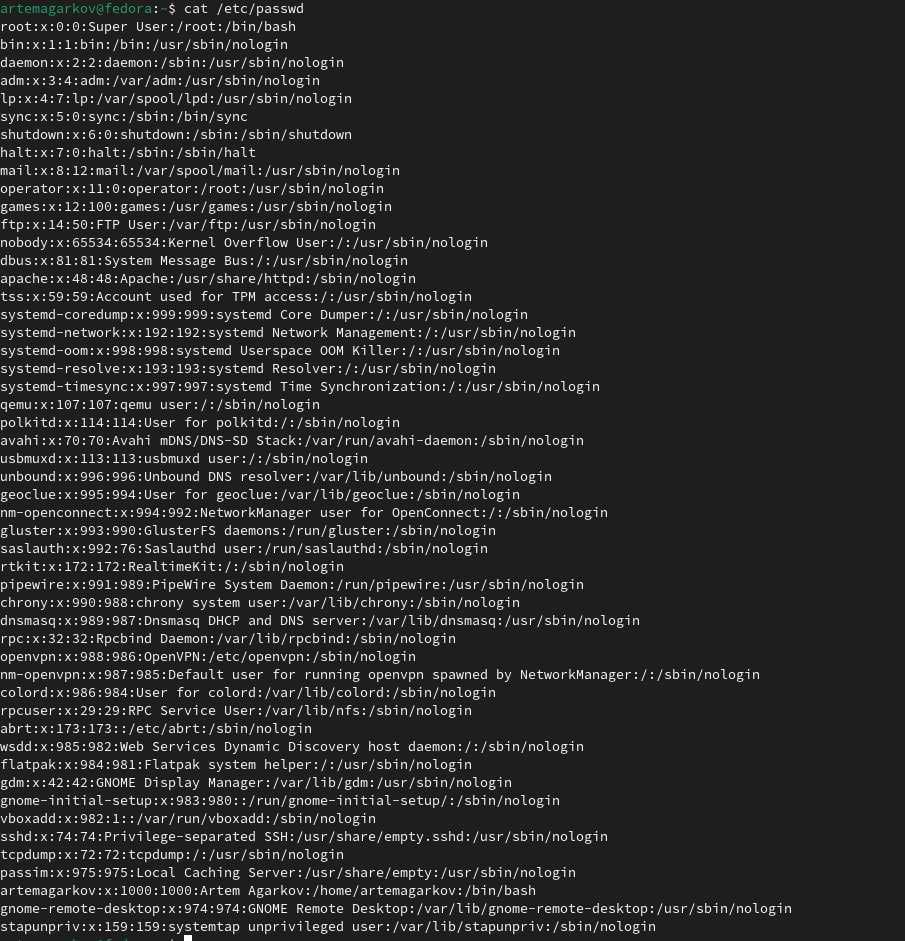 artemagarkov@fedora:~$ cat /etc/passwd
root:x:0:0:Super User:/root:/bin/bash
bin:x:1:1:bin:/bin:/usr/sbin/nologin
daemon:x:2:2:daemon:/sbin:/usr/sbin/nologin
adm:x:3:4:adm:/var/adm:/usr/sbin/nologin
lp:x:4:7:lp:/var/spool/lpd:/usr/sbin/nologin
sync:x:5:0:sync:/sbin:/bin/sync
shutdown:x:6:0:shutdown:/sbin:/sbin/shutdown
halt:x:7:0:halt:/sbin:/sbin/halt
mail:x:8:12:mail:/var/spool/mail:/usr/sbin/nologin
operator:x:11:0:operator:/root:/usr/sbin/nologin
games:x:12:100:games:/usr/games:/usr/sbin/nologin
ftp:x:14:50:FTP User:/var/ftp:/usr/sbin/nologin
nobody:x:65534:65534:Kernel Overflow User:/:/usr/sbin/nologin
dbus:x:81:81:System Message Bus:/:/usr/sbin/nologin
apache:x:48:48:Apache:/usr/share/httpd:/sbin/nologin
tss:x:59:59:Account used for TPM access:/:/usr/sbin/nologin
systemd-coredump:x:999:999:systemd Core Dumper:/:/usr/sbin/nologin
systemd-network:x:192:192:systemd Network Management:/:/usr/sbin/nologin
systemd-oom:x:998:998:systemd Userspace OOM Killer:/:/usr/sbin/nologin
systemd-resolve:x:193:193:systemd Resolver:/:/usr/sbin/nologin
systemd-timesync:x:997:997:systemd Time Synchronization:/:/usr/sbin/nologin
qemu:x:107:107:qemu user:/:/sbin/nologin
polkitd:x:114:114:User for polkitd:/:/sbin/nologin
avahi:x:70:70:Avahi mDNS/DNS-SD Stack:/var/run/avahi-daemon:/sbin/nologin
usbmuxd:x:113:113:usbmuxd user:/:/sbin/nologin
unbound:x:996:996:Unbound DNS resolver:/var/lib/unbound:/sbin/nologin
geoclue:x:995:994:User for geoclue:/var/lib/geoclue:/sbin/nologin
nm-openconnect:x:994:992:NetworkManager user for OpenConnect:/:/sbin/nologin
gluster:x:993:990:GlusterFS daemons:/run/gluster:/sbin/nologin
saslauth:x:992:76:Saslauthd user:/run/saslauthd:/sbin/nologin
rtkit:x:172:172:RealtimeKit:/:/sbin/nologin
pipewire:x:991:989:PipeWire System Daemon:/run/pipewire:/usr/sbin/nologin
chrony:x:990:988:chrony system user:/var/lib/chrony:/sbin/nologin
dnsmasq:x:989:987:Dnsmasq DHCP and DNS server:/var/lib/dnsmasq:/usr/sbin/nologin
rpc:x:32:32:Rpcbind Daemon:/var/lib/rpcbind:/sbin/nologin
openvpn:x:988:986:OpenVPN:/etc/openvpn:/sbin/nologin
nm-openvpn:x:987:985:Default user for running openvpn spawned by NetworkManager:/:/sbin/nologin
colord:x:986:984:User for colord:/var/lib/colord:/sbin/nologin
rpcuser:x:29:29:RPC Service User:/var/lib/nfs:/sbin/nologin
abrt:x:173:173::/etc/abrt:/sbin/nologin
wsdd:x:985:982:Web Services Dynamic Discovery host daemon:/:/sbin/nologin
flatpak:x:984:981:Flatpak system helper:/:/usr/sbin/nologin
gdm:x:42:42:GNOME Display Manager:/var/lib/gdm:/usr/sbin/nologin
gnome-initial-setup:x:983:980::/run/gnome-initial-setup/:/sbin/nologin
vboxadd:x:982:1::/var/run/vboxadd:/sbin/nologin
sshd:x:74:74:Privilege-separated SSH:/usr/share/empty.sshd:/usr/sbin/nologin
tcpdump:x:72:72:tcpdump:/:/usr/sbin/nologin
passim:x:975:975:Local Caching Server:/usr/share/empty:/usr/sbin/nologin
artemagarkov:x:1000:1000:Artem Agarkov:/home/artemagarkov:/bin/bash
gnome-remote-desktop:x:974:974:GNOME Remote Desktop:/var/lib/gnome-remote-desktop:/usr/sbin/nologin
stapunpriv:x:159:159:systemtap unprivileged user:/var/lib/stapunpriv:/sbin/nologin